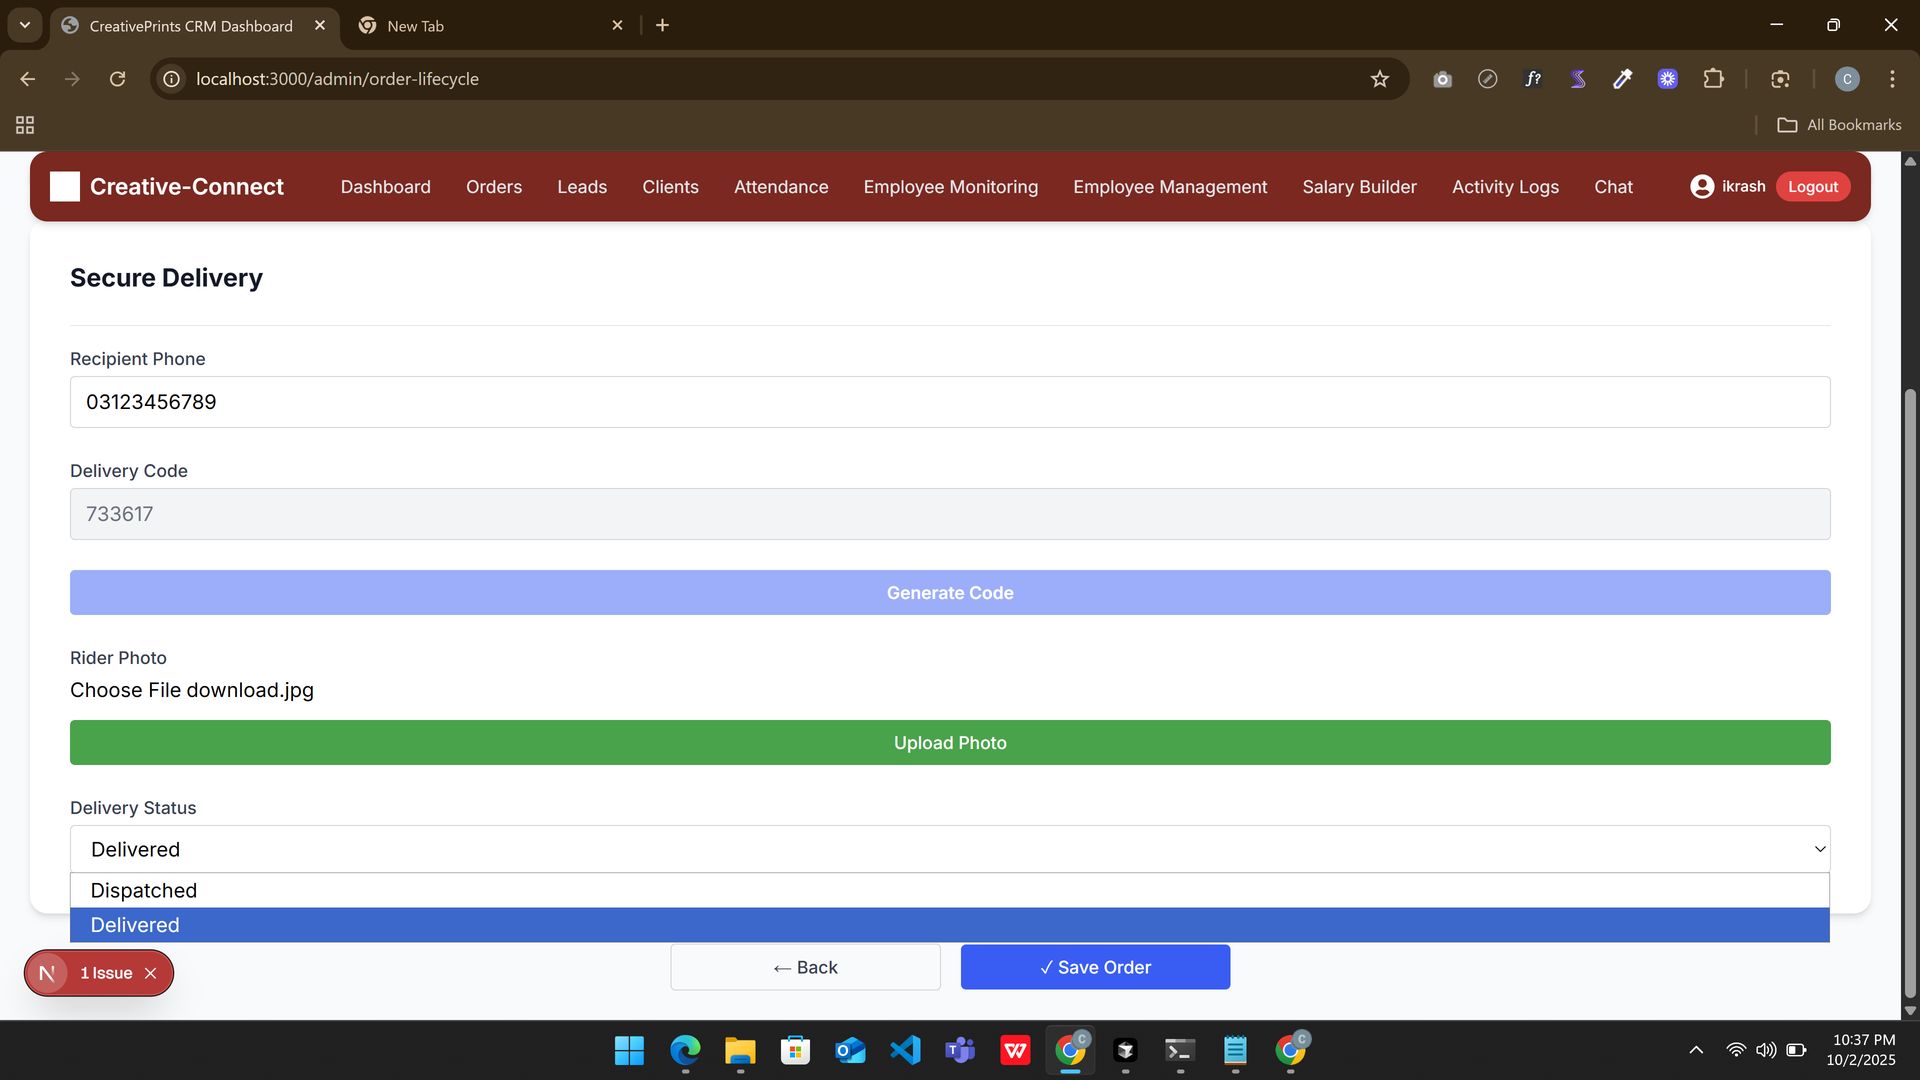 CreativePrints CRM Dashboard
New Tab
localhost:3000/admin/order-lifecycle
f?
C
All Bookmarks
Creative-Connect
Dashboard
Orders
Leads
Clients
Attendance
Employee Monitoring
Employee Management
Salary Builder
Activity Logs
Chat
ikrash
Logout
Secure Delivery
Recipient Phone
03123456789
Delivery Code
733617
Generate Code
Rider Photo
Choose File download.jpg
Upload Photo
Delivery Status
Delivered
Dispatched
Delivered
N 1 Issue
← Back
✓ Save Order
10:37 PM
10/2/2025